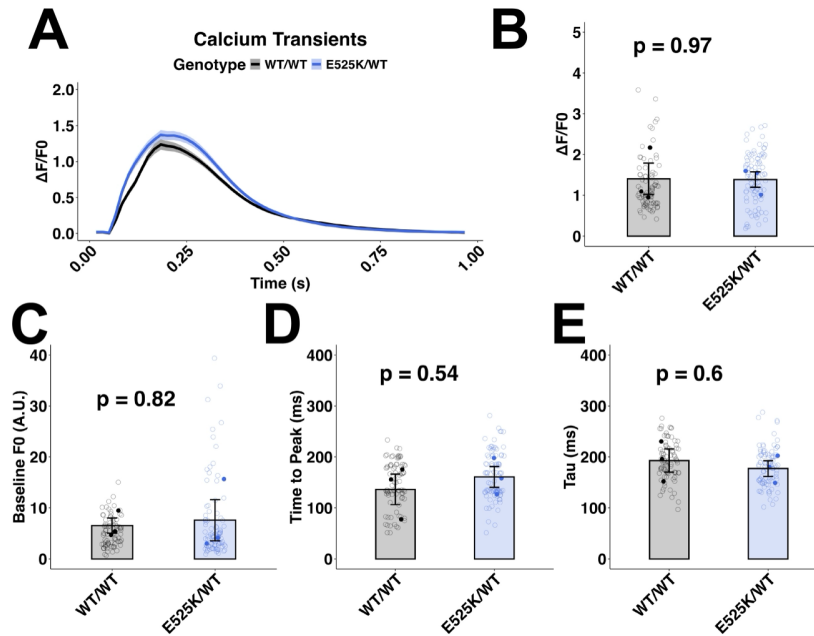 A
Calcium Transients
Genotype WT/WT E525K/WT
ΔF/F0
2.0
1.5
1.0
0.5
0.0
0.00
0.25
0.50
0.75
1.00
Time (s)
B
p = 0.97
ΔF/F0
5
4
3
2
1
0
WT/WT
E525K/WT
C
p = 0.82
Baseline F0 (A.U.)
40
30
20
10
0
WT/WT
E525K/WT
D
p = 0.54
Time to Peak (ms)
400
300
200
100
0
WT/WT
E525K/WT
E
p = 0.6
Tau (ms)
400
300
200
100
0
WT/WT
E525K/WT